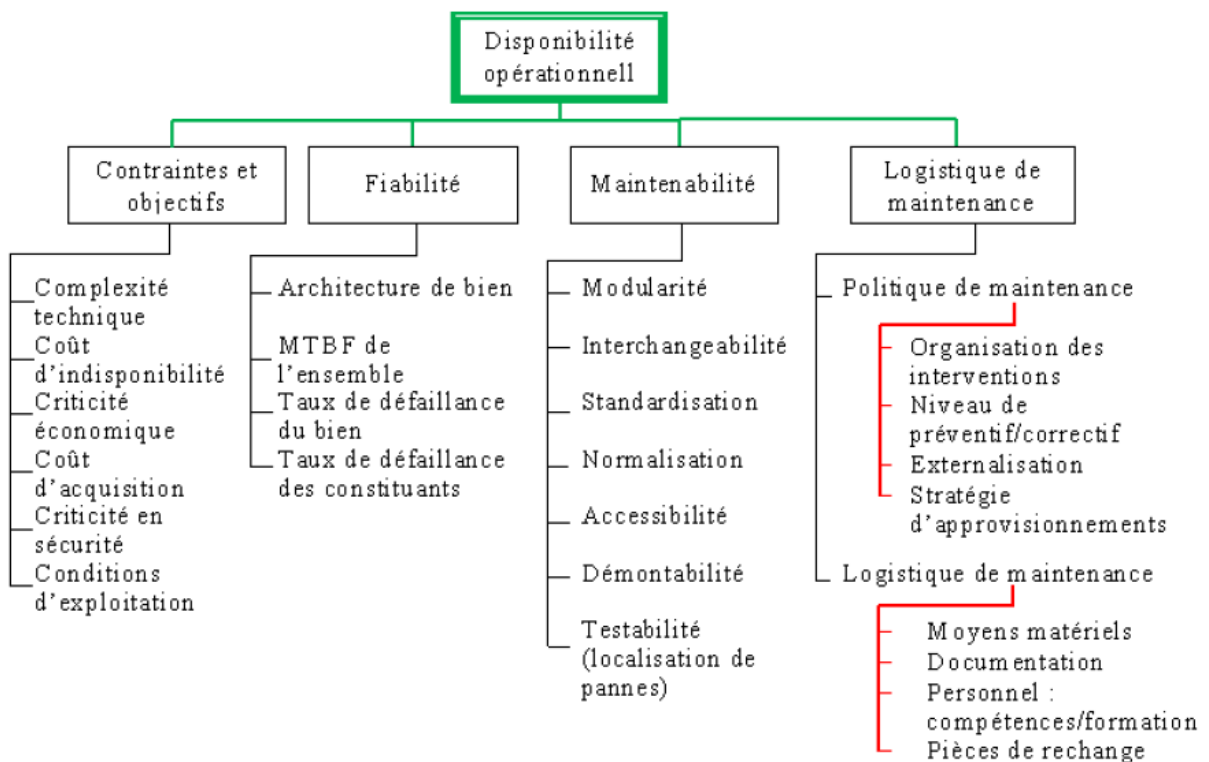 Disponibilité
opérationnell
Contraintes et
objectifs
Fiabilité
Maintenabilité
Logistique de
maintenance
Complexité
technique
Coût
d'indisponibilité
Criticité
économique
Coût
d'acquisition
Criticité en
sécurité
Conditions
d'exploitation
Architecture de bien
MTBF de
l'ensemble
Taux de défaillance
du bien
Taux de défaillance
des constituants
Modularité
Interchangeabilité
Standardisation
Normalisation
Accessibilité
Démontabilité
Testabilité
(localisation de
pannes)
Politique de maintenance
Organisation des
interventions
Niveau de
préventif/correctif
Externalisation
Stratégie
d'approvisionnements
Logistique de maintenance
Moyens matériels
Documentation
Personnel :
compétences/formation
Pièces de rechange